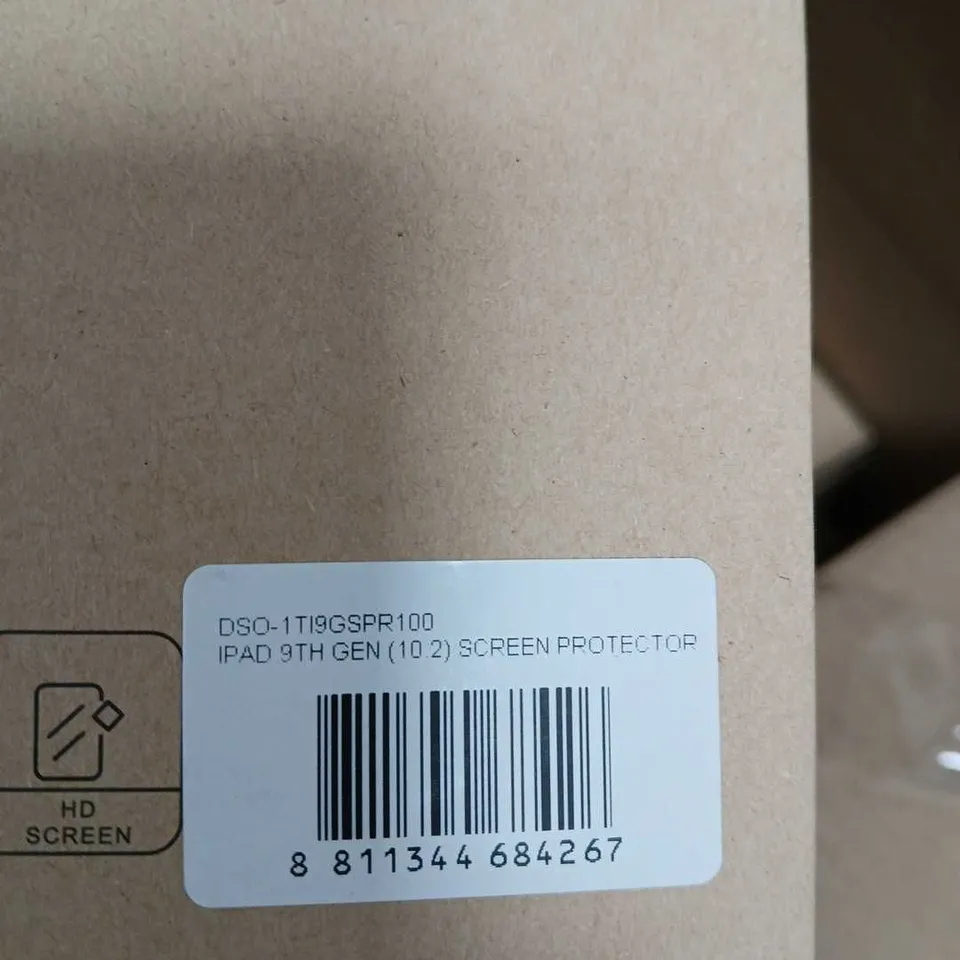 DSO-1TI9GSPR100
IPAD 9TH GEN (10.2) SCREEN PROTECTOR
8 811344 684267
HD
SCREEN